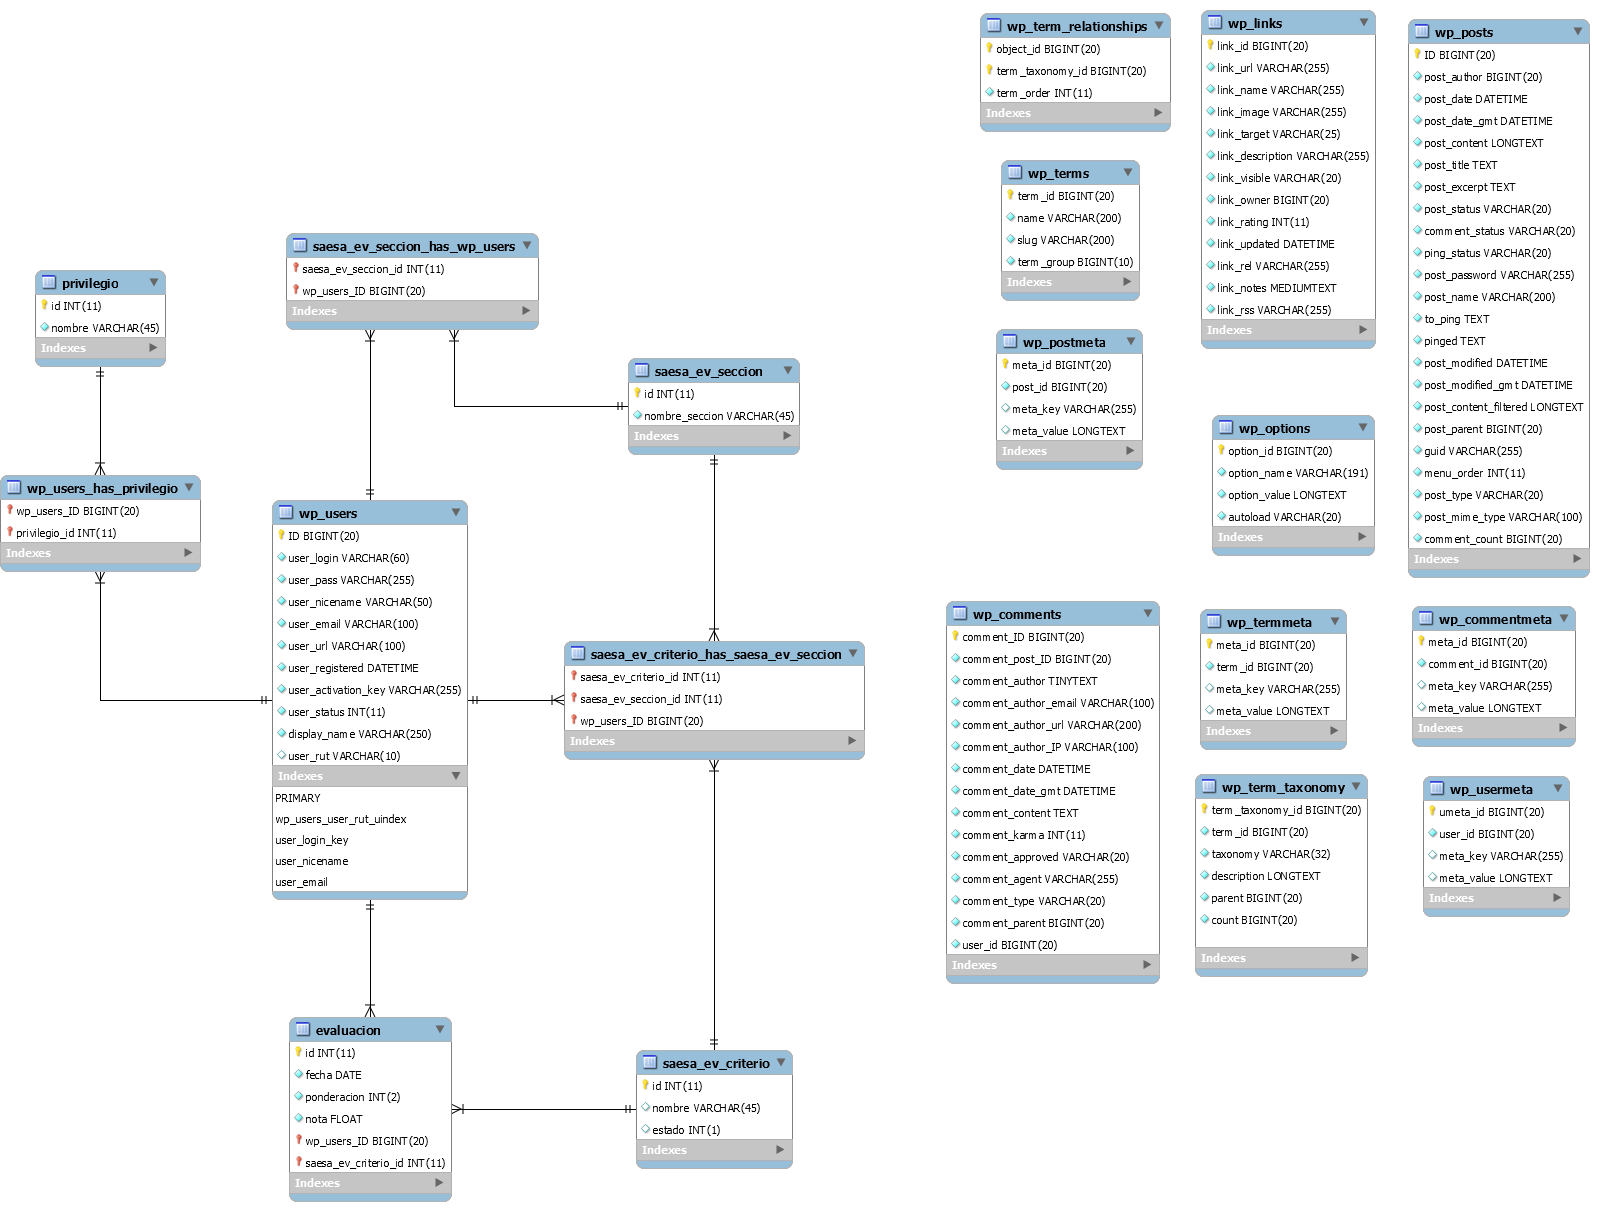 privilegio
id INT(11)
nombre VARCHAR(45)
Indexes
wp_users_has_privilegio
wp_users_ID BIGINT(20)
privilegio_id INT(11)
Indexes
saesa_ev_seccion_has_wp_users
saesa_ev_seccion_id INT(11)
wp_users_ID BIGINT(20)
Indexes
wp_users
ID BIGINT(20)
user_login VARCHAR(60)
user_pass VARCHAR(255)
user_nicename VARCHAR(50)
user_email VARCHAR(100)
user_url VARCHAR(100)
user_registered DATETIME
user_activation_key VARCHAR(255)
user_status INT(11)
display_name VARCHAR(250)
user_rut VARCHAR(10)
Indexes
PRIMARY
wp_users_user_rut_uindex
user_login_key
user_nicename
user_email
evaluacion
id INT(11)
fecha DATE
ponderacion INT(2)
nota FLOAT
wp_users_ID BIGINT(20)
saesa_ev_criterio_id INT(11)
Indexes
saesa_ev_seccion
id INT(11)
nombre_seccion VARCHAR(45)
Indexes
saesa_ev_criterio_has_saesa_ev_seccion
saesa_ev_criterio_id INT(11)
saesa_ev_seccion_id INT(11)
wp_users_ID BIGINT(20)
Indexes
saesa_ev_criterio
id INT(11)
nombre VARCHAR(45)
estado INT(1)
Indexes
wp_term_relationships
object_id BIGINT(20)
term_taxonomy_id BIGINT(20)
term_order INT(11)
Indexes
wp_terms
term_id BIGINT(20)
name VARCHAR(200)
slug VARCHAR(200)
term_group BIGINT(10)
Indexes
wp_postmeta
meta_id BIGINT(20)
post_id BIGINT(20)
meta_key VARCHAR(255)
meta_value LONGTEXT
Indexes
wp_comments
comment_ID BIGINT(20)
comment_post_ID BIGINT(20)
comment_author TINYTEXT
comment_author_email VARCHAR(100)
comment_author_url VARCHAR(200)
comment_author_IP VARCHAR(100)
comment_date DATETIME
comment_date_gmt DATETIME
comment_content TEXT
comment_karma INT(11)
comment_approved VARCHAR(20)
comment_agent VARCHAR(255)
comment_type VARCHAR(20)
comment_parent BIGINT(20)
user_id BIGINT(20)
Indexes
wp_links
link_id BIGINT(20)
link_url VARCHAR(255)
link_name VARCHAR(255)
link_image VARCHAR(255)
link_target VARCHAR(25)
link_description VARCHAR(255)
link_visible VARCHAR(20)
link_owner BIGINT(20)
link_rating INT(11)
link_updated DATETIME
link_rel VARCHAR(255)
link_notes MEDIUMTEXT
link_rss VARCHAR(255)
Indexes
wp_options
option_id BIGINT(20)
option_name VARCHAR(191)
option_value LONGTEXT
autoload VARCHAR(20)
Indexes
wp_termmeta
meta_id BIGINT(20)
term_id BIGINT(20)
meta_key VARCHAR(255)
meta_value LONGTEXT
Indexes
wp_term_taxonomy
term_taxonomy_id BIGINT(20)
term_id BIGINT(20)
taxonomy VARCHAR(32)
description LONGTEXT
parent BIGINT(20)
count BIGINT(20)
Indexes
wp_posts
ID BIGINT(20)
post_author BIGINT(20)
post_date DATETIME
post_date_gmt DATETIME
post_content LONGTEXT
post_title TEXT
post_excerpt TEXT
post_status VARCHAR(20)
comment_status VARCHAR(20)
ping_status VARCHAR(20)
post_password VARCHAR(255)
post_name VARCHAR(200)
to_ping TEXT
pinged TEXT
post_modified DATETIME
post_modified_gmt DATETIME
post_content_filtered LONGTEXT
post_parent BIGINT(20)
guid VARCHAR(255)
menu_order INT(11)
post_type VARCHAR(20)
post_mime_type VARCHAR(100)
comment_count BIGINT(20)
Indexes
wp_commentmeta
meta_id BIGINT(20)
comment_id BIGINT(20)
meta_key VARCHAR(255)
meta_value LONGTEXT
Indexes
wp_usermeta
umeta_id BIGINT(20)
user_id BIGINT(20)
meta_key VARCHAR(255)
meta_value LONGTEXT
Indexes